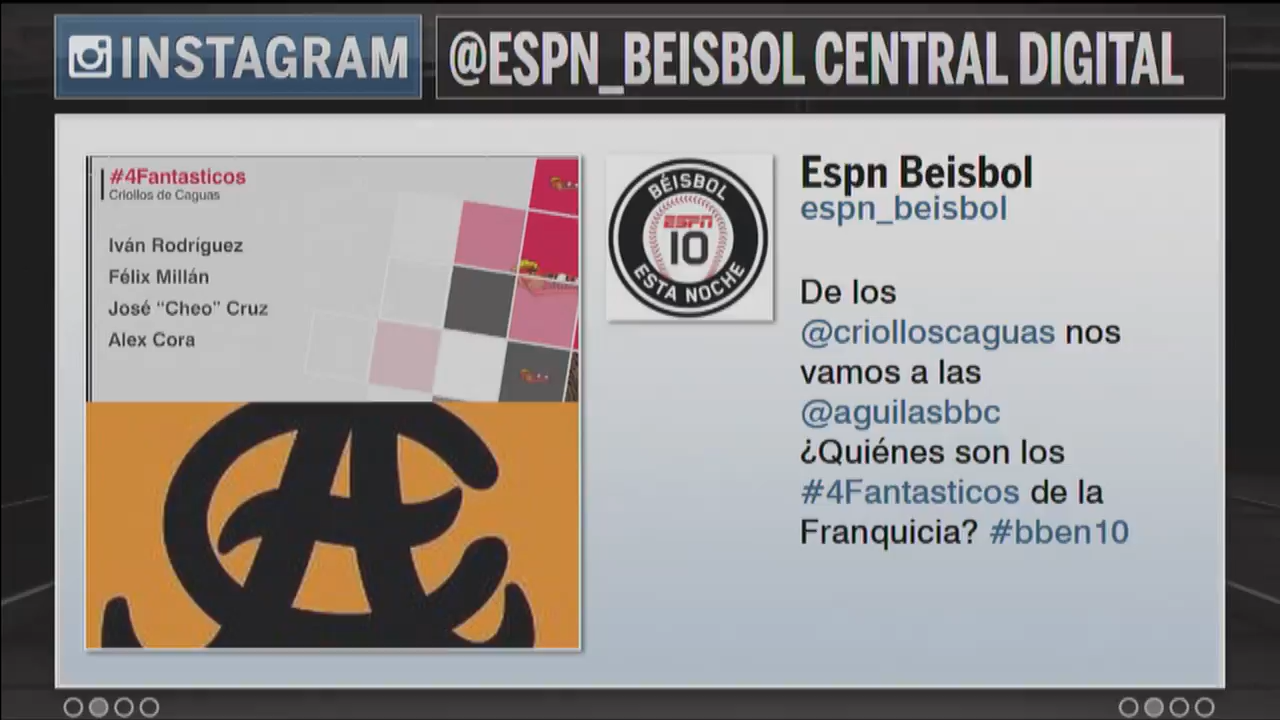 INSTAGRAM
@ESPN_BEISBOL CENTRAL DIGITAL
#4Fantasticos
Criollos de Caguas
Iván Rodríguez
Félix Millán
José “Cheo” Cruz
Alex Cora
BÉISBOL
ESPN
10
ESTA NOCHE
Espn Beisbol
espn_beisbol
De los
@criolloscaguas nos
vamos a las
@aguilasbbc
¿Quiénes son los
#4Fantasticos de la
Franquicia? #bben10